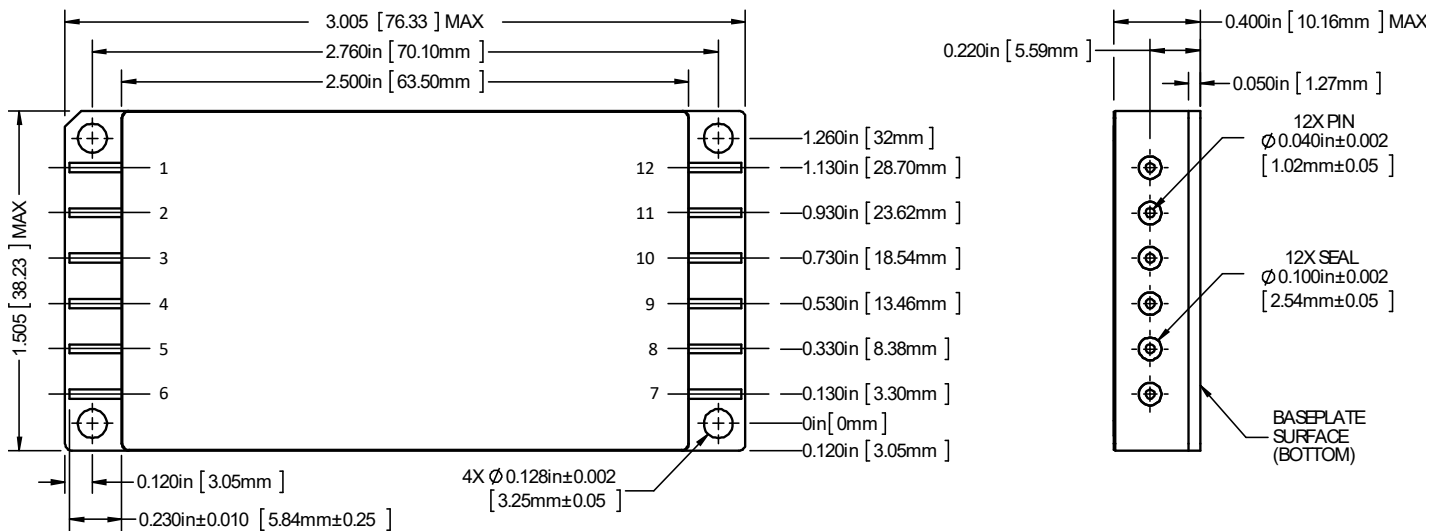 3.005 [ 76.33 ] MAX
2.760in [ 70.10mm ]
2.500in [ 63.50mm ]
1.505 [ 38.23 ] MAX
1
2
3
4
5
6
12
11
10
9
8
7
1.260in [ 32mm ]
1.130in [ 28.70mm ]
0.930in [ 23.62mm ]
0.730in [ 18.54mm ]
0.530in [ 13.46mm ]
0.330in [ 8.38mm ]
0.130in [ 3.30mm ]
0in[ 0mm ]
0.120in [ 3.05mm ]
0.120in [ 3.05mm ]
0.230in±0.010 [ 5.84mm±0.25 ]
4X Ø 0.128in±0.002
[ 3.25mm±0.05 ]
0.400in [ 10.16mm ] MAX
0.220in [ 5.59mm ]
0.050in [ 1.27mm ]
12X PIN
Ø 0.040in±0.002
[ 1.02mm±0.05 ]
12X SEAL
Ø 0.100in±0.002
[ 2.54mm±0.05 ]
BASEPLATE
SURFACE
(BOTTOM)